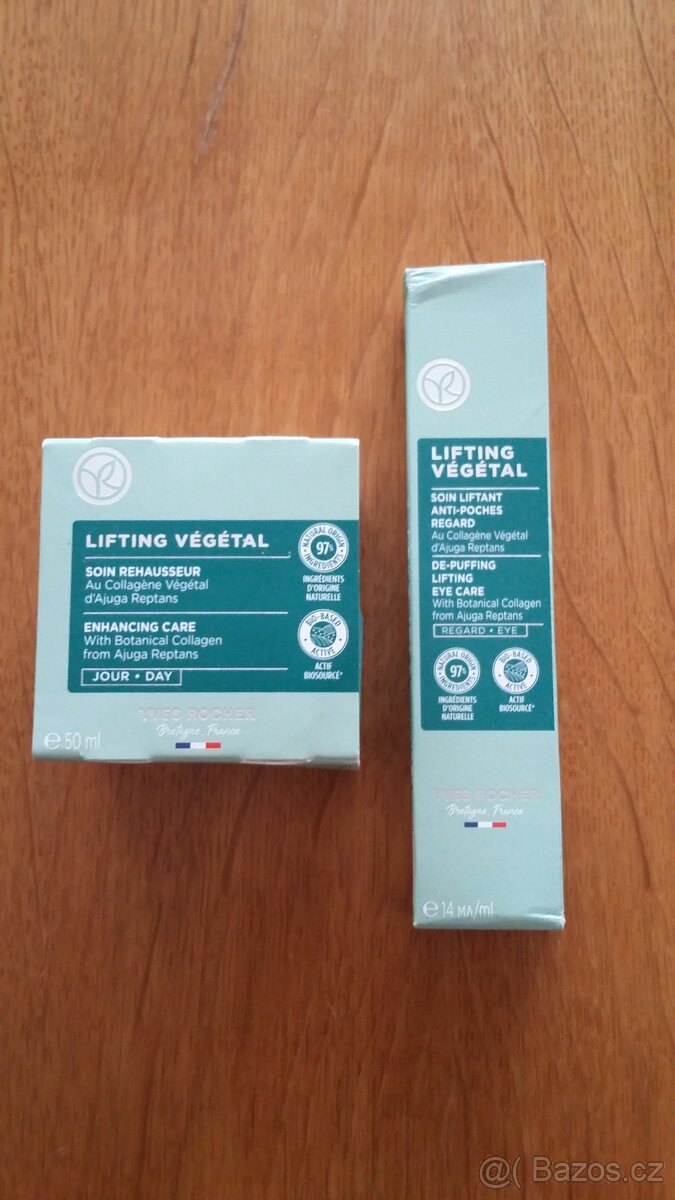 LIFTING VÉGÉTAL
SOIN REHAUSSEUR
Au Collagène Végétal
d'Ajuga Reptans
ENHANCING CARE
With Botanical Collagen
from Ajuga Reptans
JOUR • DAY
NATURAL ORIGIN
97%
INGREDIENTS
INGRÉDIENTS
D'ORIGINE
NATURELLE
BIO-BASED
ACTIVE
ACTIF
BIOSOURCÉ*
YVES ROCHER
Bretagne, France
e 50 ml
LIFTING
VÉGÉTAL
SOIN LIFTANT
ANTI-POCHES
REGARD
Au Collagène Végétal
d'Ajuga Reptans
DE-PUFFING
LIFTING
EYE CARE
With Botanical Collagen
from Ajuga Reptans
REGARD • EYE
NATURAL ORIGIN
97%
INGREDIENTS
INGRÉDIENTS
D'ORIGINE
NATURELLE
BIO-BASED
ACTIVE
ACTIF
BIOSOURCÉ*
YVES ROCHER
Bretagne, France
e 14 мл/ml
@( Bazos.cz